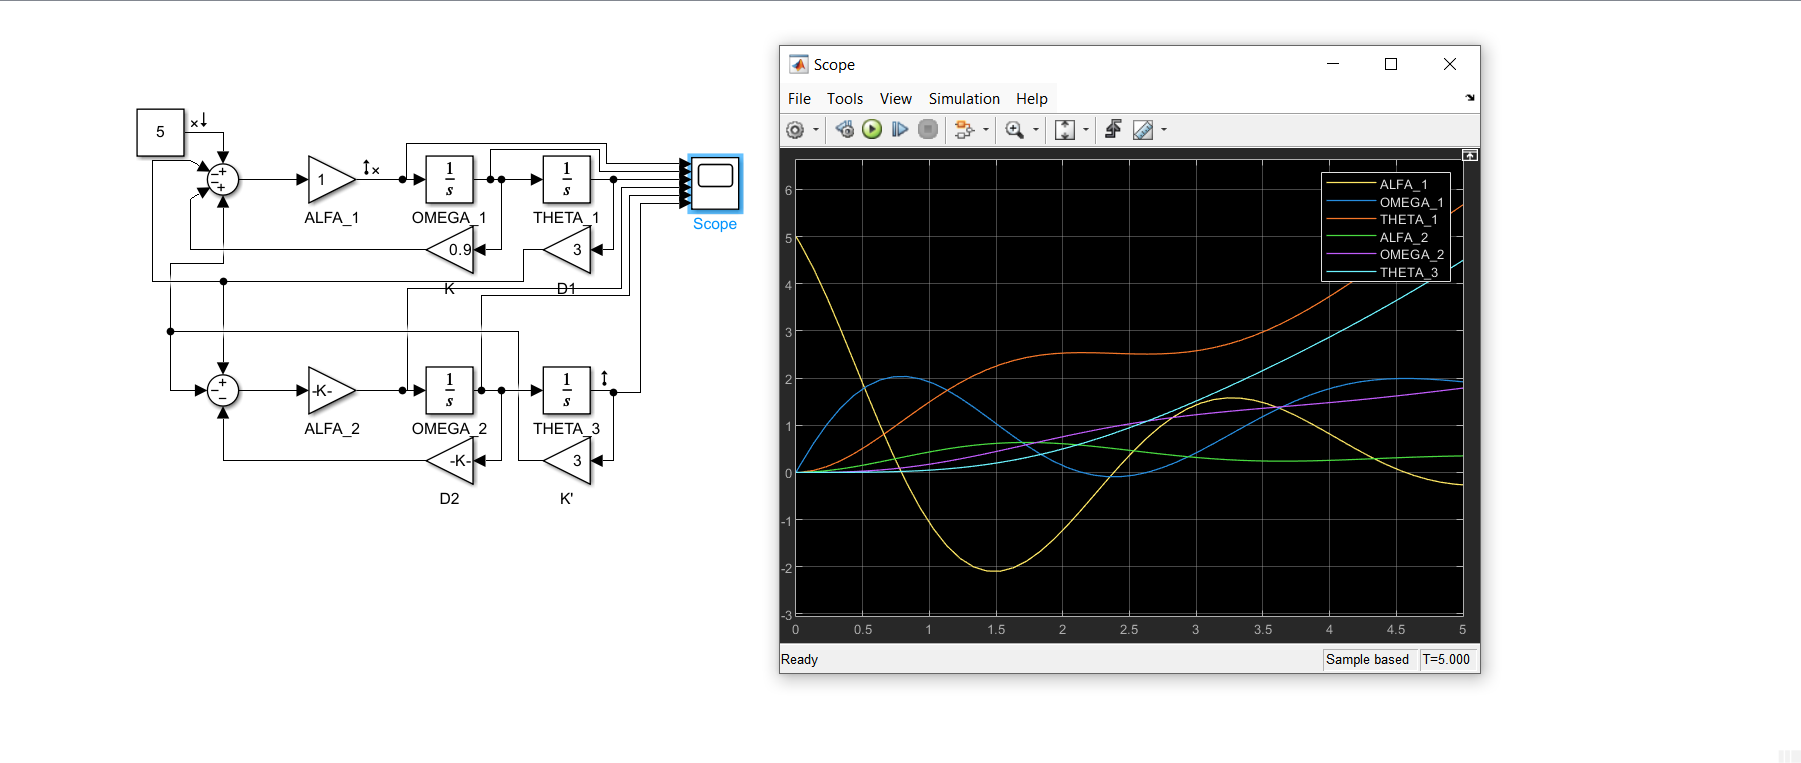 5
1
1
s
1
s
ALFA_1
OMEGA_1
THETA_1
Scope
0.9
3
K
D1
-K-
1
s
1
s
ALFA_2
OMEGA_2
THETA_3
-K-
3
D2
K'
Scope
File Tools View Simulation Help
ALFA_1
OMEGA_1
THETA_1
ALFA_2
OMEGA_2
THETA_3
6
5
4
3
2
1
0
-1
-2
-3
0 0.5 1 1.5 2 2.5 3 3.5 4 4.5 5
Ready Sample based T=5.000